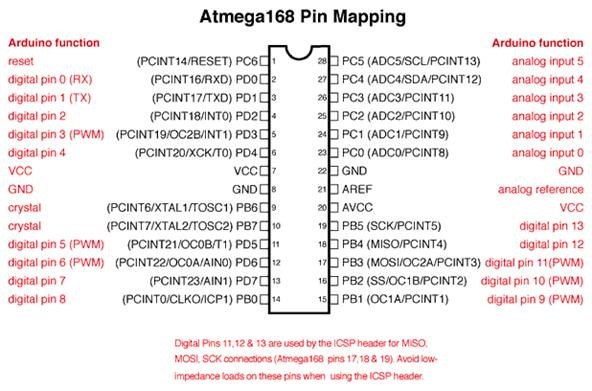 Atmega168 Pin Mapping
Arduino function Arduino function
reset (PCINT14/RESET) PC6 1 28 PC5 (ADC5/SCL/PCINT13) analog input 5
digital pin 0 (RX) (PCINT16/RXD) PD0 2 27 PC4 (ADC4/SDA/PCINT12) analog input 4
digital pin 1 (TX) (PCINT17/TXD) PD1 3 26 PC3 (ADC3/PCINT11) analog input 3
digital pin 2 (PCINT18/INT0) PD2 4 25 PC2 (ADC2/PCINT10) analog input 2
digital pin 3 (PWM) (PCINT19/OC2B/INT1) PD3 5 24 PC1 (ADC1/PCINT9) analog input 1
digital pin 4 (PCINT20/XCK/T0) PD4 6 23 PC0 (ADC0/PCINT8) analog input 0
VCC VCC 7 22 GND GND
GND GND 8 21 AREF analog reference
crystal (PCINT6/XTAL1/TOSC1) PB6 9 20 AVCC VCC
crystal (PCINT7/XTAL2/TOSC2) PB7 10 19 PB5 (SCK/PCINT5) digital pin 13
digital pin 5 (PWM) (PCINT21/OC0B/T1) PD5 11 18 PB4 (MISO/PCINT4) digital pin 12
digital pin 6 (PWM) (PCINT22/OC0A/AIN0) PD6 12 17 PB3 (MOSI/OC2A/PCINT3) digital pin 11(PWM)
digital pin 7 (PCINT23/AIN1) PD7 13 16 PB2 (SS/OC1B/PCINT2) digital pin 10 (PWM)
digital pin 8 (PCINT0/CLKO/ICP1) PB0 14 15 PB1 (OC1A/PCINT1) digital pin 9 (PWM)
Digital Pins 11,12 & 13 are used by the ICSP header for MISO,
MOSI, SCK connections (Atmega168 pins 17,18 & 19). Avoid low-
impedance loads on these pins when using the ICSP header.